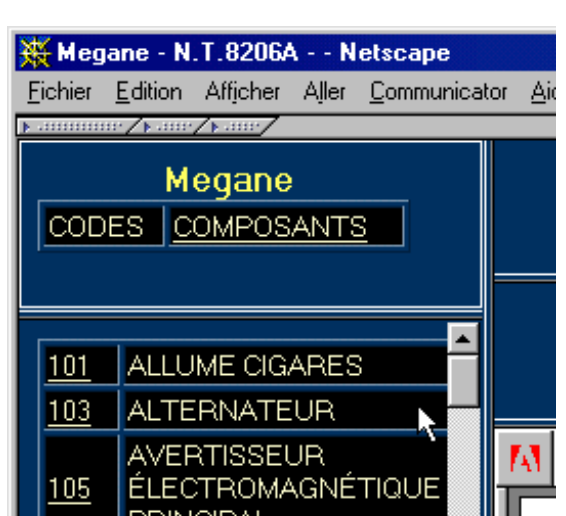 Megane - N.T.8206A - - Netscape
Fichier Edition Afficher Aller Communicator
Megane
CODES COMPOSANTS
101 ALLUME CIGARES
103 ALTERNATEUR
105 AVERTISSEUR
ÉLECTROMAGNÉTIQUE
PRINCIPAL